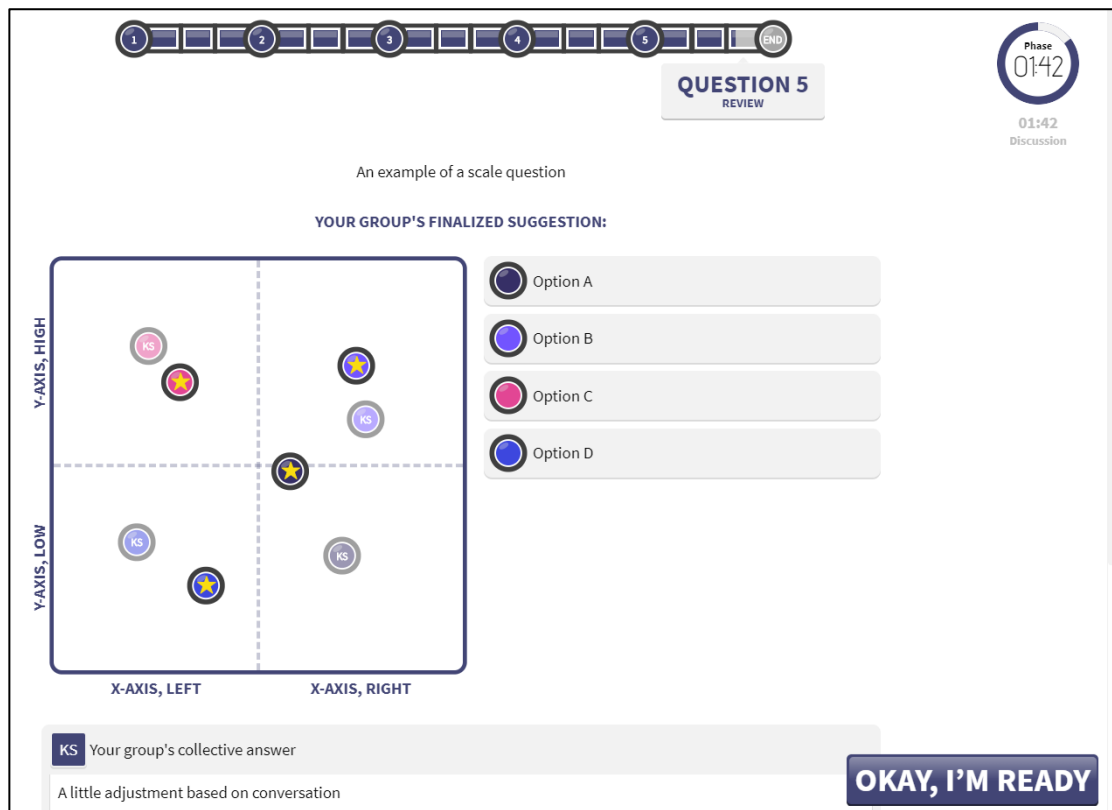 1
2
3
4
5
END
QUESTION 5
REVIEW
Phase
01:42
01:42
Discussion
An example of a scale question
YOUR GROUP'S FINALIZED SUGGESTION:
Y-AXIS, HIGH
Y-AXIS, LOW
KS
KS
KS
KS
X-AXIS, LEFT
X-AXIS, RIGHT
Option A
Option B
Option C
Option D
KS Your group's collective answer
A little adjustment based on conversation
OKAY, I'M READY